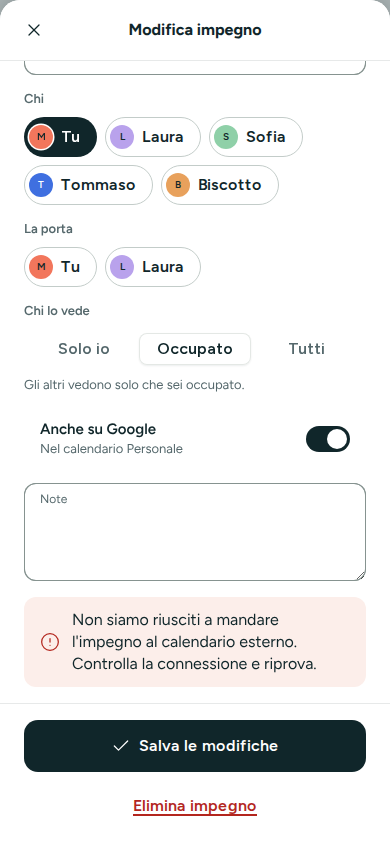 Modifica impegno
Chi
M Tu L Laura S Sofia
T Tommaso B Biscotto
La porta
M Tu L Laura
Chi lo vede
Solo io Occupato Tutti
Gli altri vedono solo che sei occupato.
Anche su Google
Nel calendario Personale
Note
Non siamo riusciti a mandare
l'impegno al calendario esterno.
Controlla la connessione e riprova.
Salva le modifiche
Elimina impegno